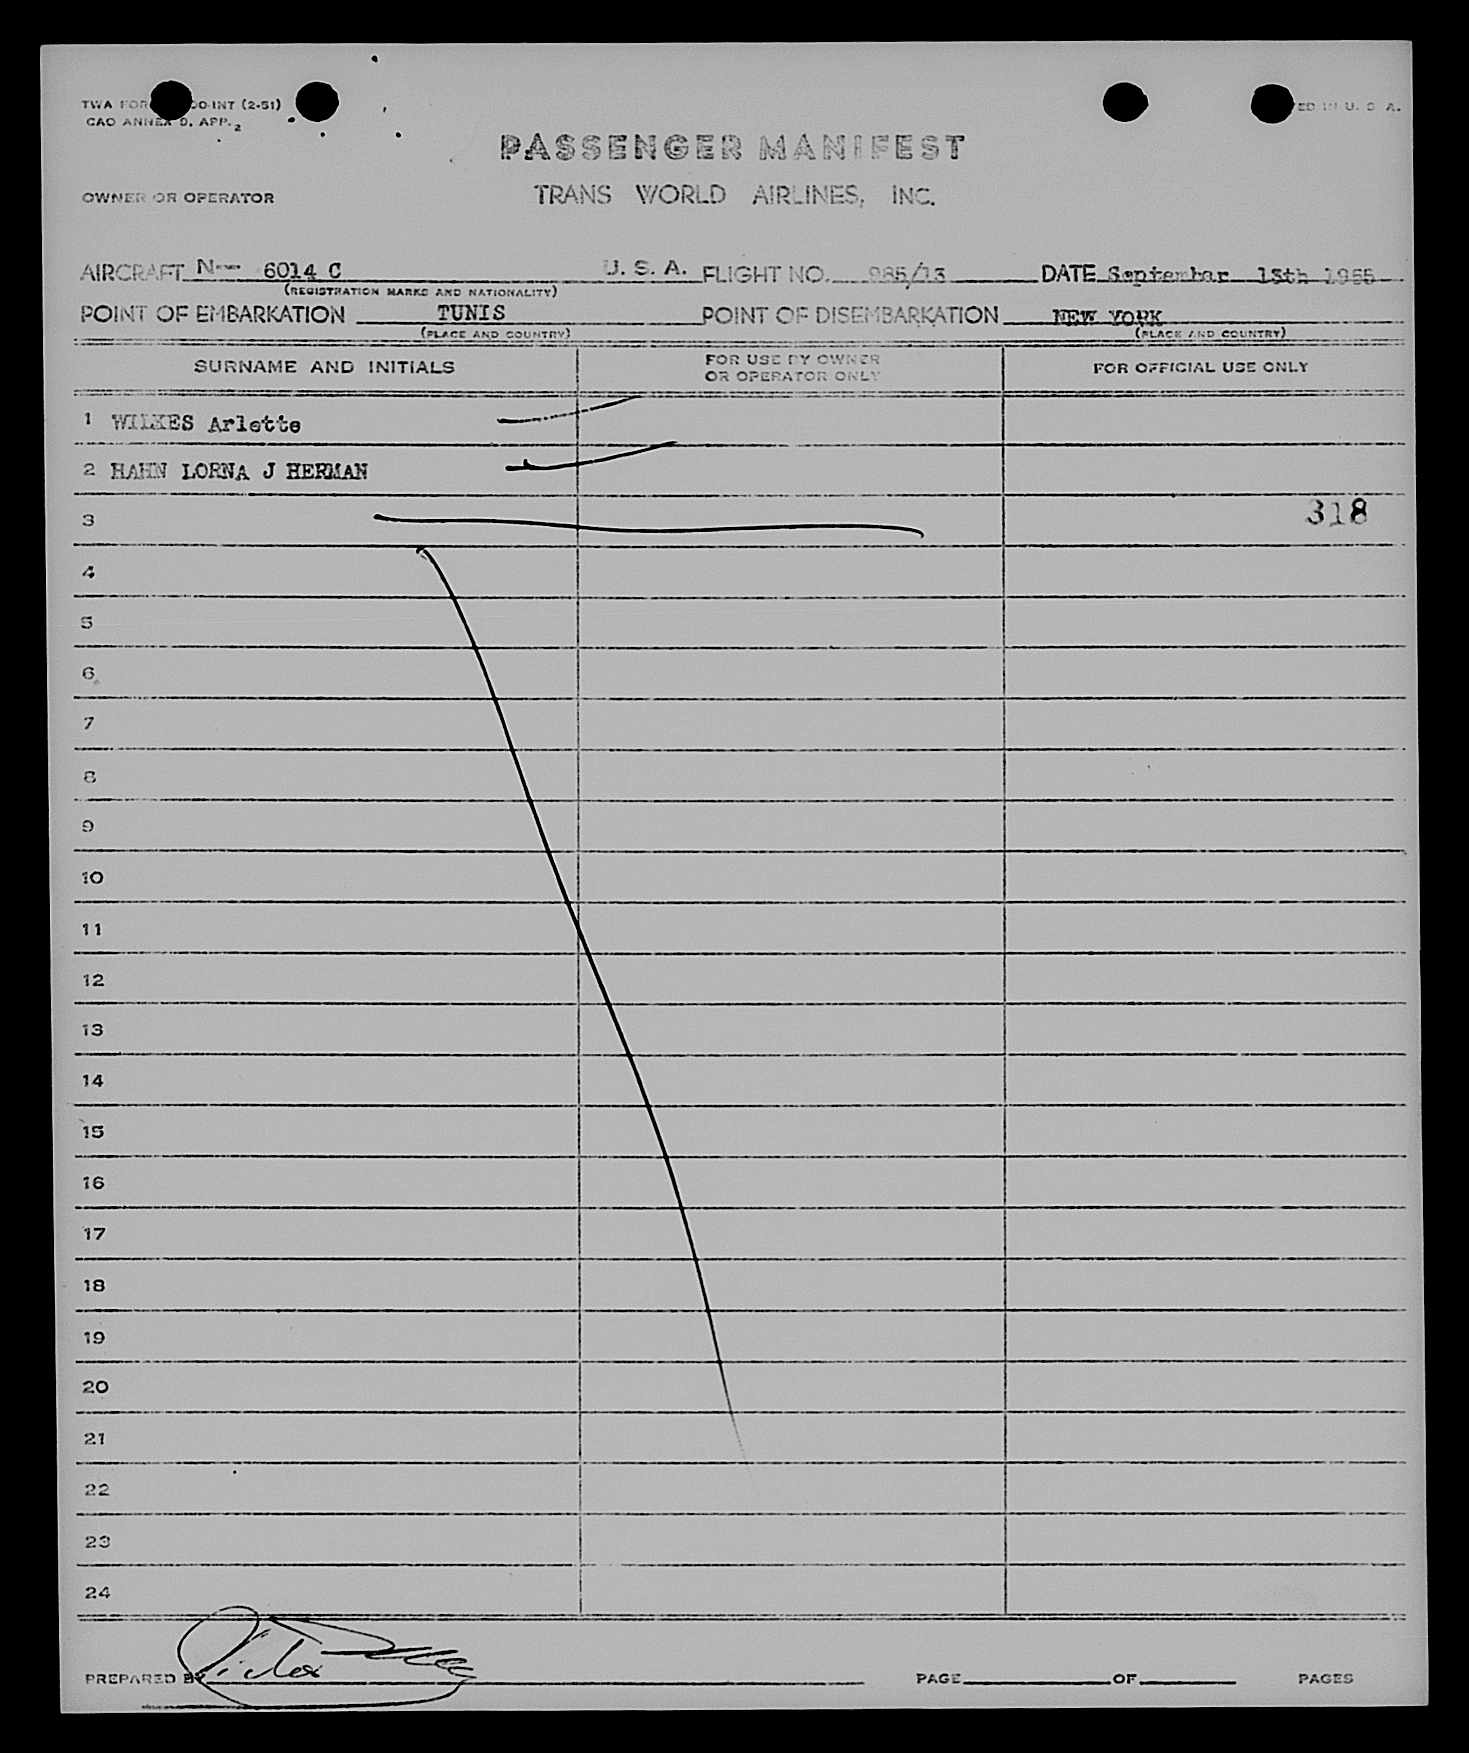 TWA FOR OO-INT (2-51)
CAO ANNEX D. APP. 2
ED IN U. S. A.
PASSENGER MANIFEST
OWNER OR OPERATOR
TRANS WORLD AIRLINES, INC.
AIRCRAFT N--- 6014 C U. S. A. FLIGHT NO. 985/13 DATE September 13th 1955
(REGISTRATION MARKS AND NATIONALITY)
POINT OF EMBARKATION TUNIS POINT OF DISEMBARKATION NEW YORK
(PLACE AND COUNTRY) (PLACE AND COUNTRY)
SURNAME AND INITIALS FOR USE BY OWNER OR OPERATOR ONLY FOR OFFICIAL USE ONLY
1 WILKES Arlette
2 HAHN LORNA J HERMAN
3 318
4
5
6
7
8
9
10
11
12
13
14
15
16
17
18
19
20
21
22
23
24
PREPARED BY PAGE OF PAGES